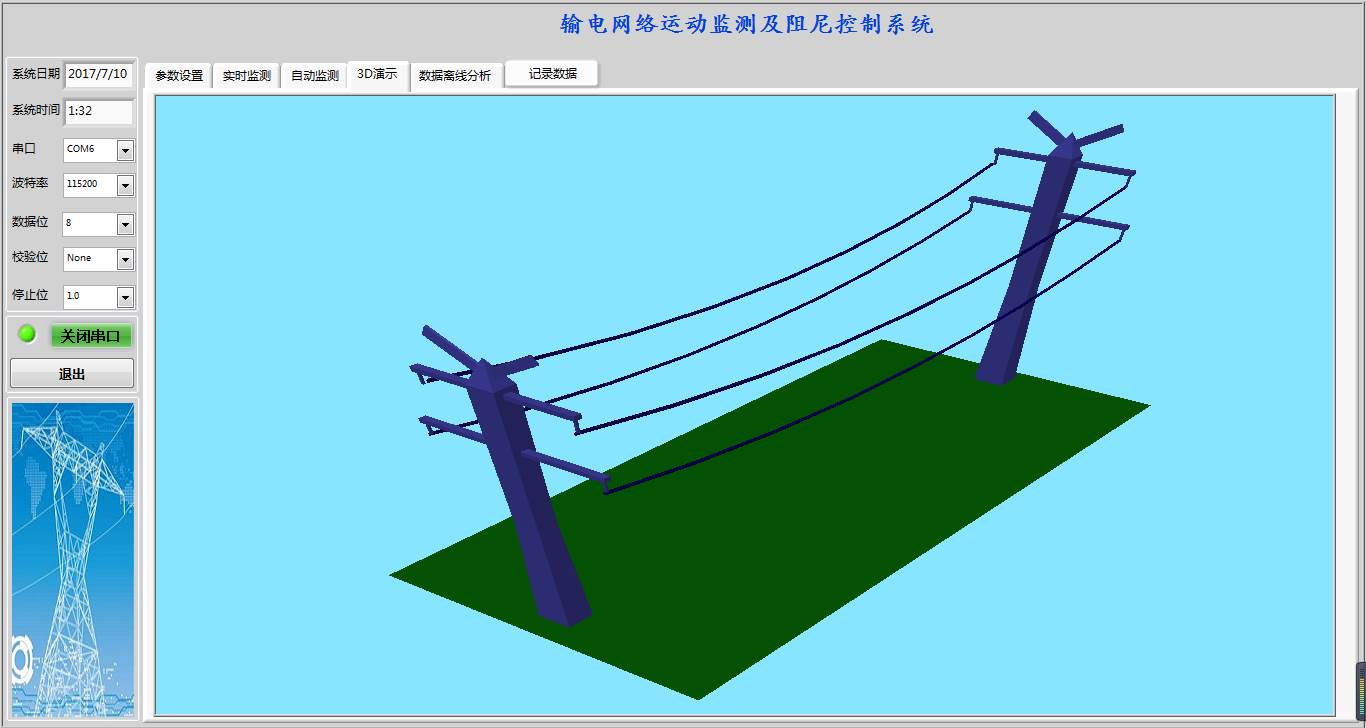 输电网络运动监测及阻尼控制系统
系统日期 2017/7/10
系统时间 1:32
串口 COM6
波特率 115200
数据位 8
校验位 None
停止位 1.0
关闭串口
退出
参数设置 实时监测 自动监测 3D演示 数据离线分析 记录数据